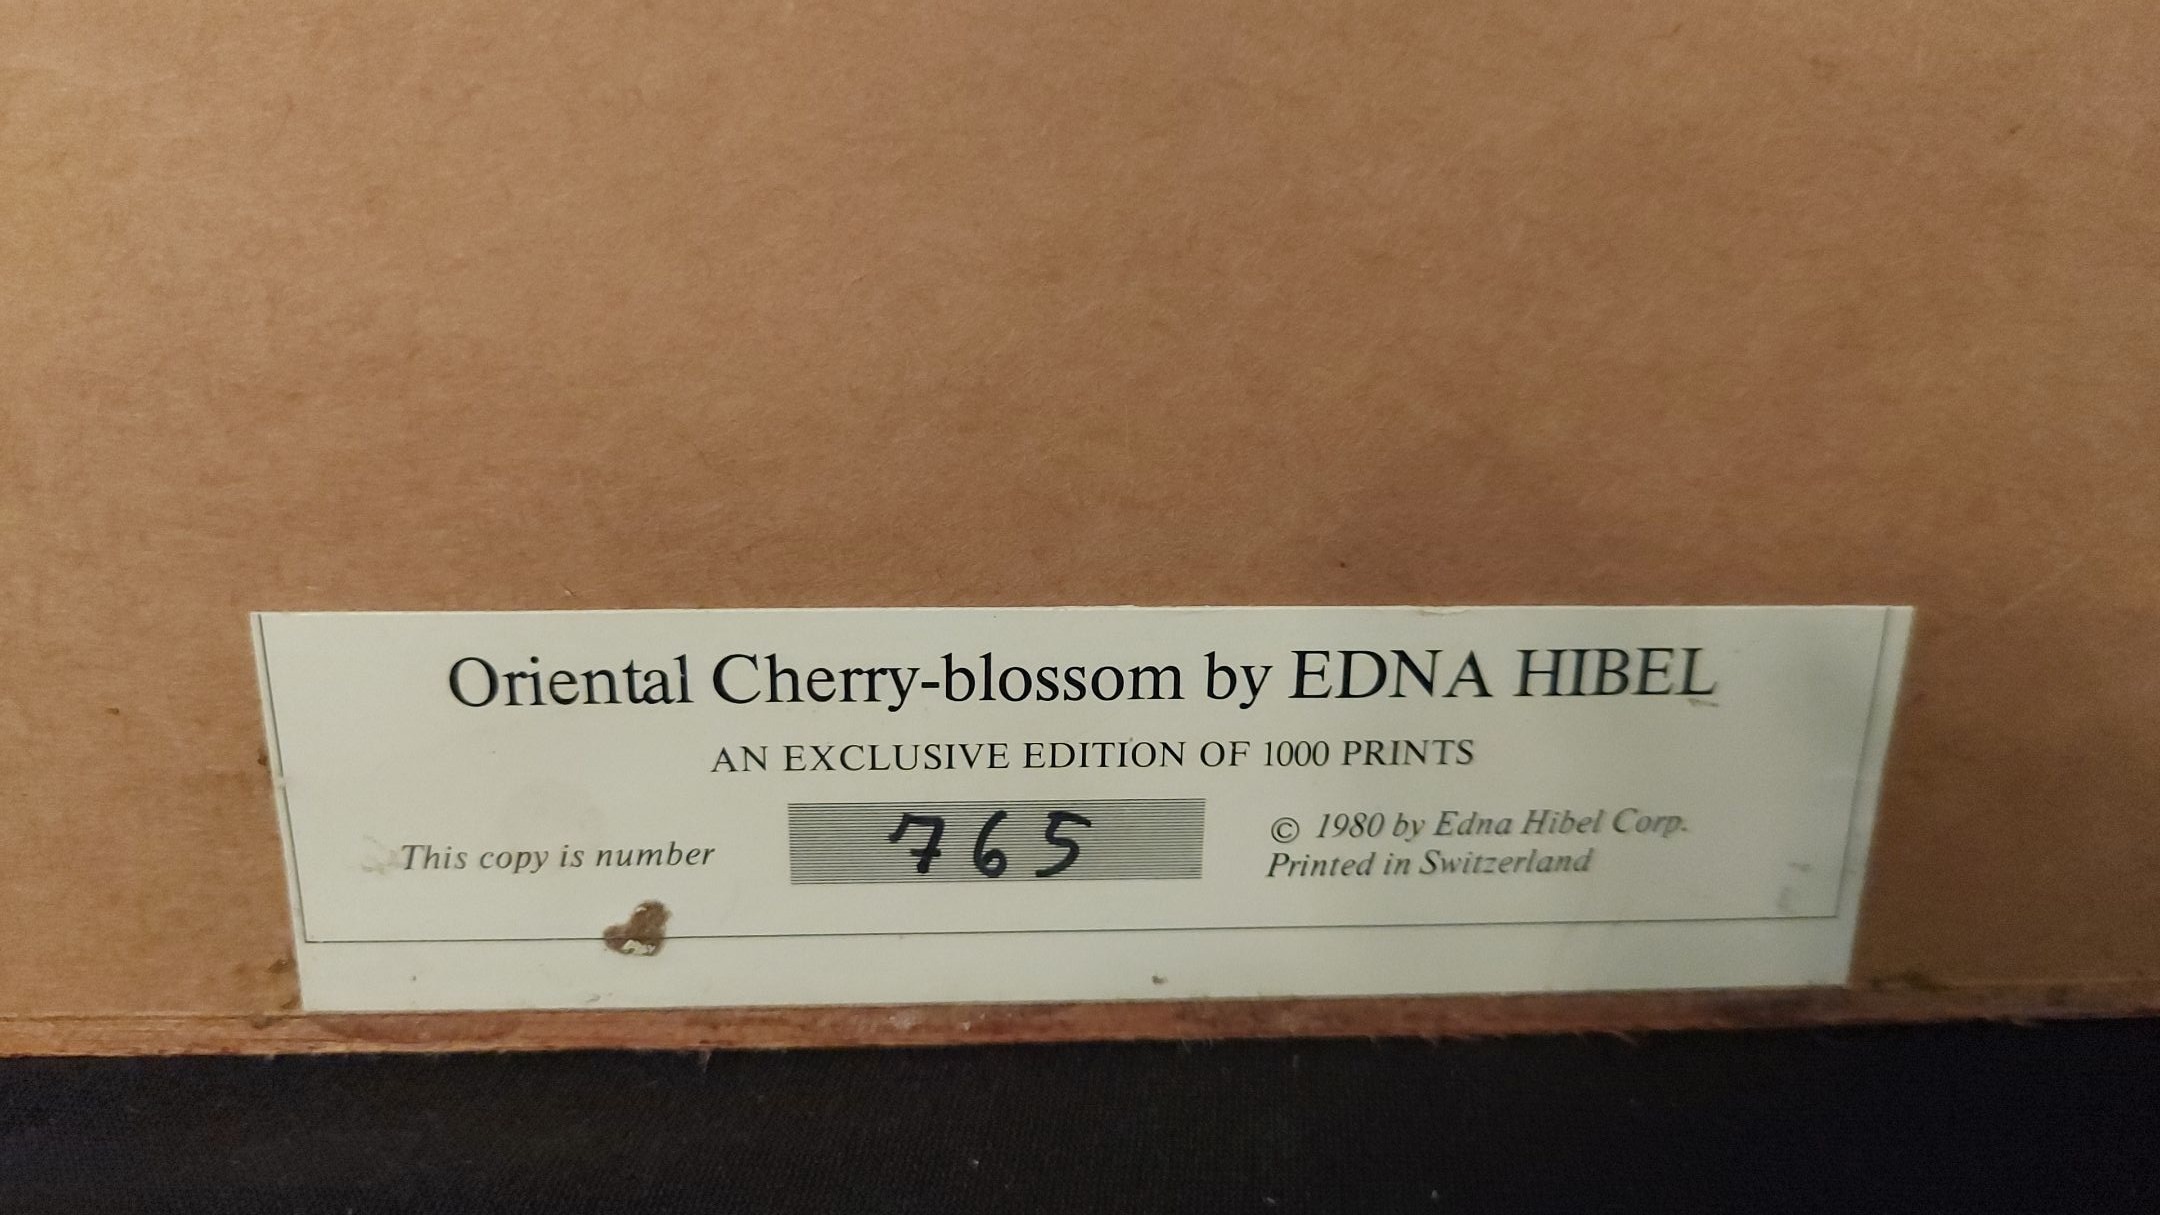 Oriental Cherry-blossom by EDNA HIBEL
AN EXCLUSIVE EDITION OF 1000 PRINTS
This copy is number 765
© 1980 by Edna Hibel Corp.
Printed in Switzerland